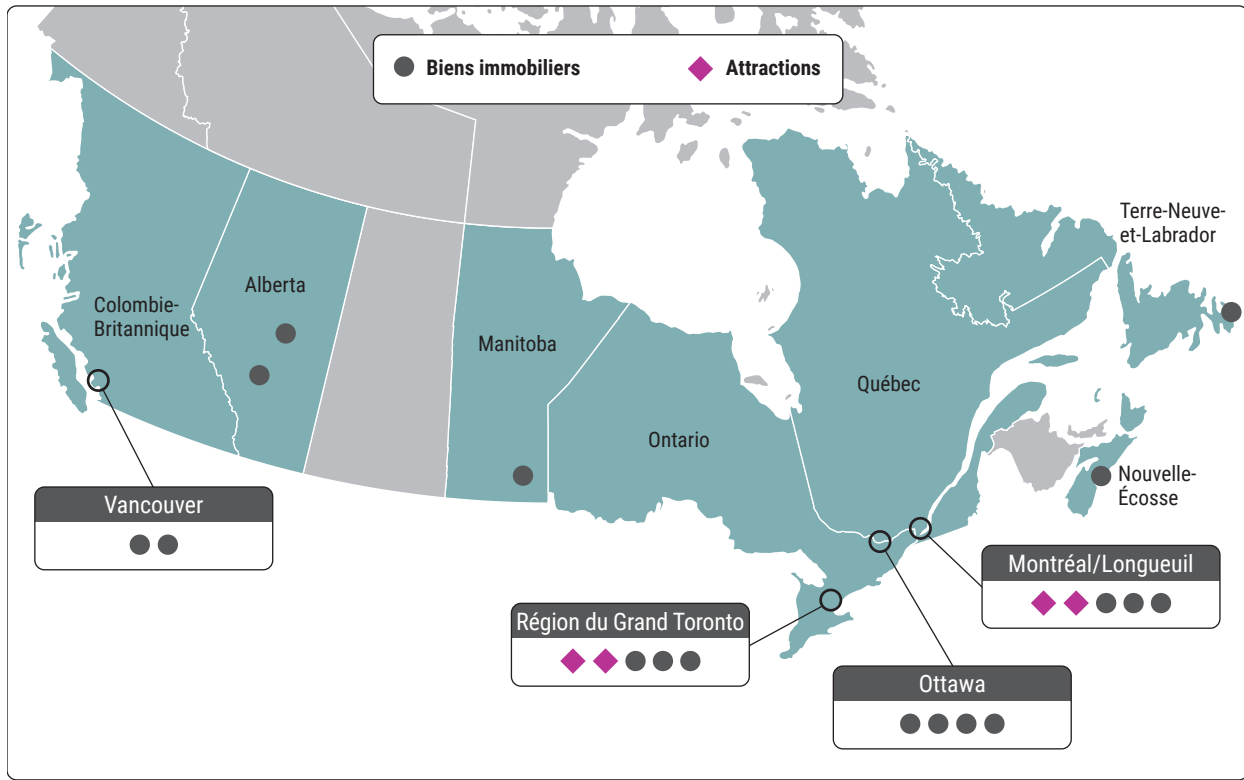 Biens immobiliers
Attractions
Terre-Neuve-
et-Labrador
Alberta
Colombie-
Britannique
Manitoba
Québec
Ontario
Nouvelle-
Écosse
Vancouver
Montréal/Longueuil
Région du Grand Toronto
Ottawa